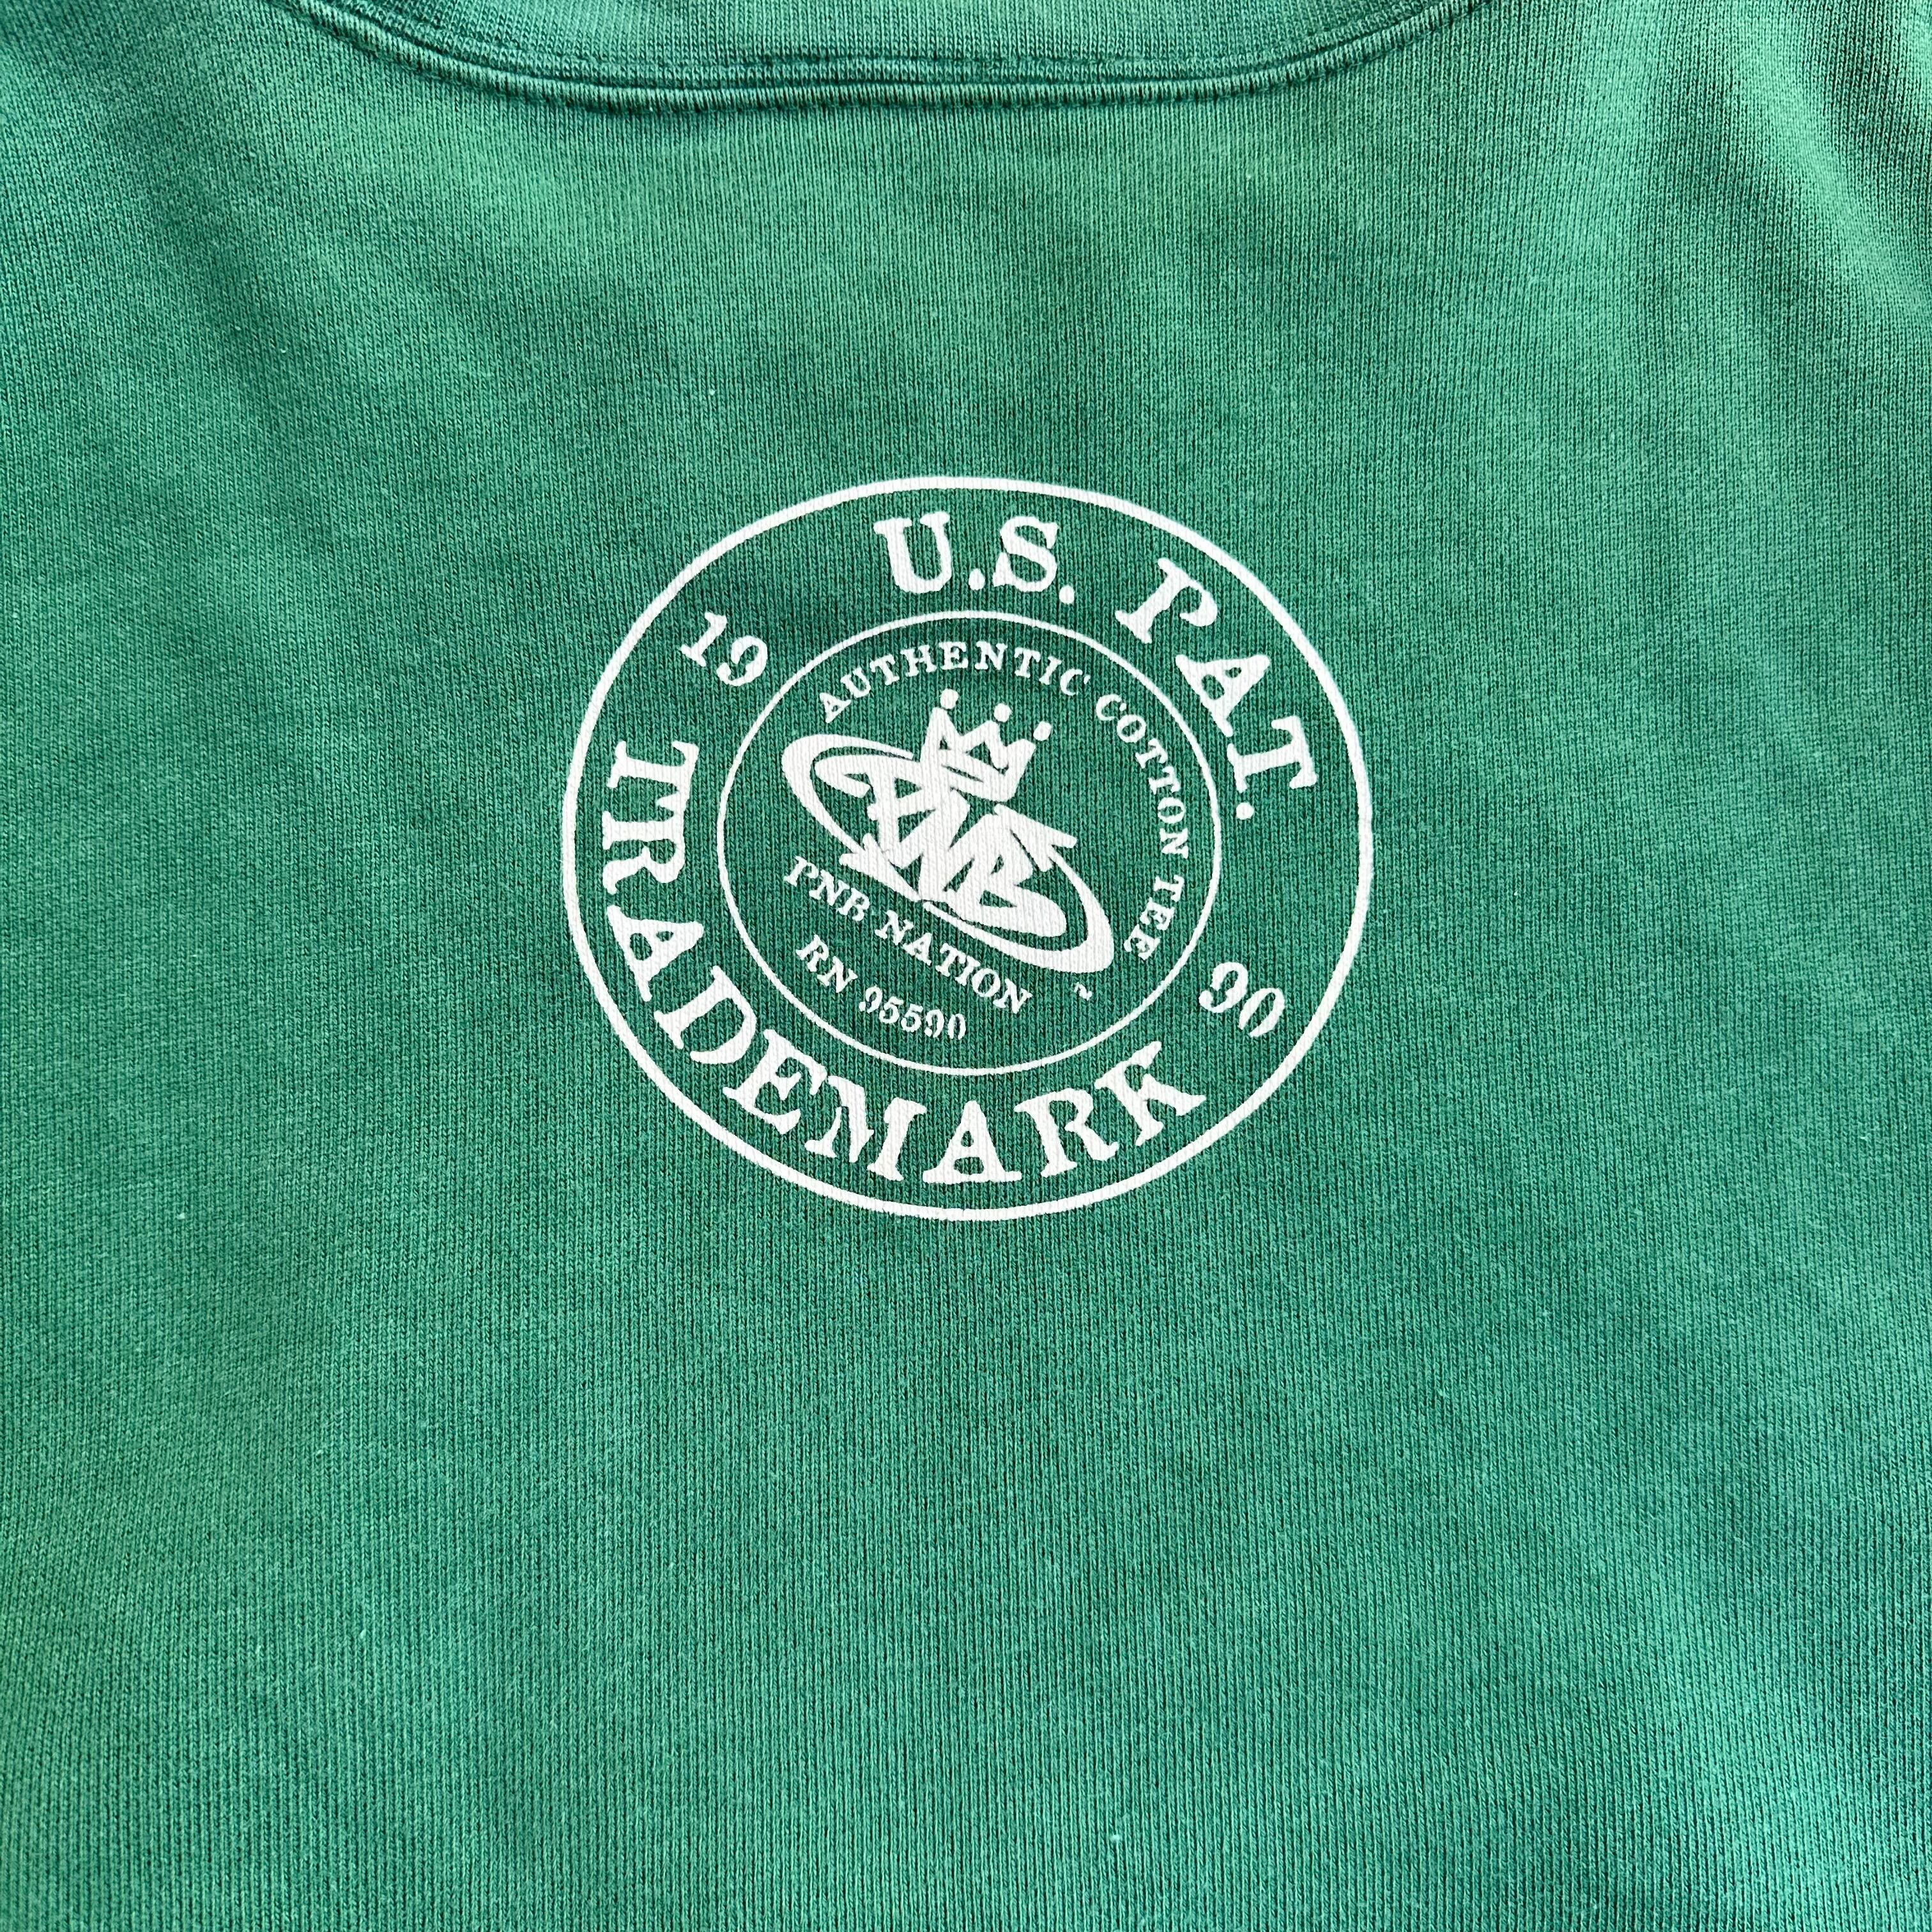 U.S. PAT.
19 90
TRADEMARK
AUTHENTIC COTTON TEE
PNB
PNB NATION
RN 95590